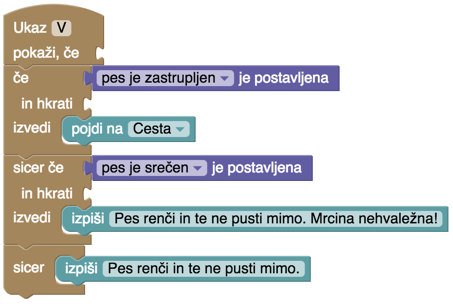 Ukaz V
pokaži, če
če pes je zastrupljen je postavljena
in hkrati
izvedi pojdi na Cesta
sicer če pes je srečen je postavljena
in hkrati
izvedi izpiši Pes renči in te ne pusti mimo. Mrcina nehvaležna!
sicer izpiši Pes renči in te ne pusti mimo.